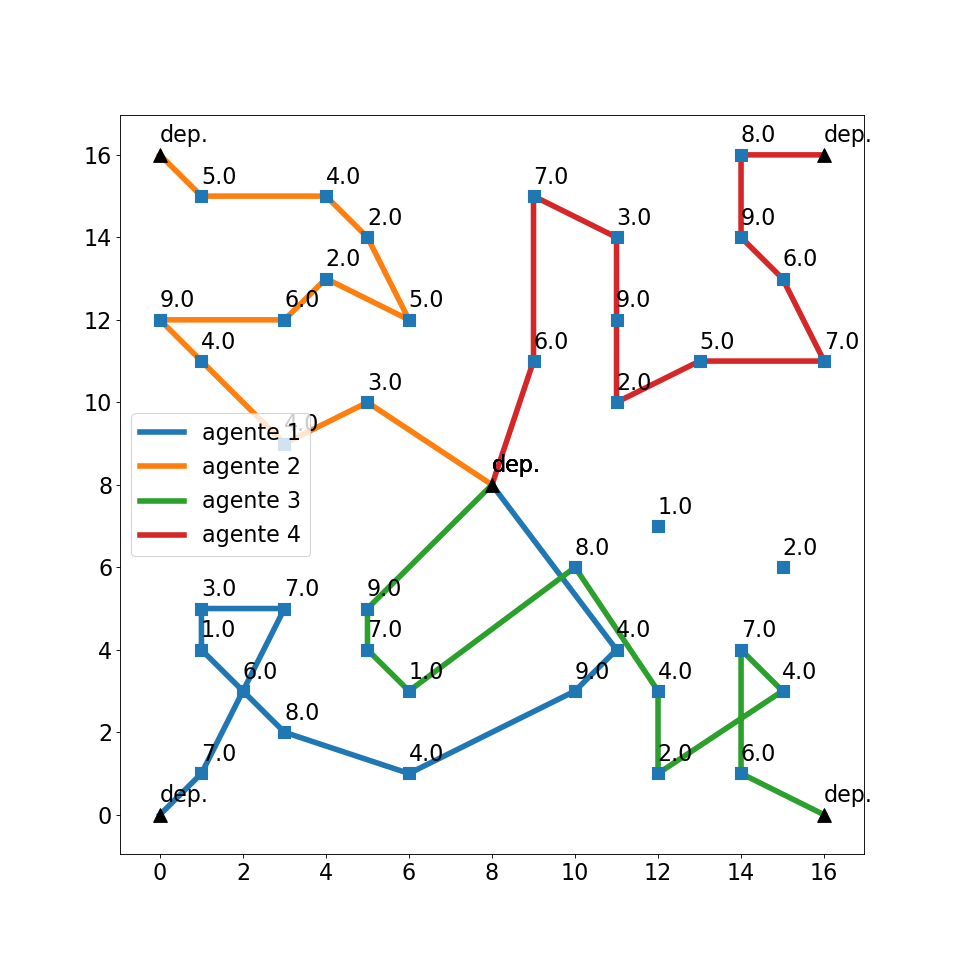 dep. 8.0 dep.
16
5.0 4.0 7.0
2.0 3.0 9.0
14
2.0 6.0
9.0 6.0 5.0 9.0
12
4.0 6.0 5.0 7.0
3.0 2.0
10
4.0
agente 1
agente 2
agente 3
agente 4
dep.
8
1.0
8.0 2.0
6
3.0 7.0 9.0
1.0 7.0 4.0 7.0
4
6.0 1.0 9.0 4.0 4.0
8.0
2
7.0 4.0 2.0 6.0
dep. dep.
0
0 2 4 6 8 10 12 14 16